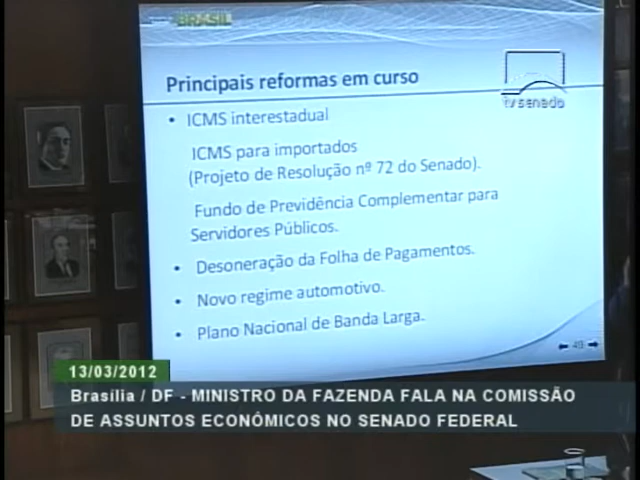 BRASIL
Principais reformas em curso
tv senado
• ICMS interestadual
ICMS para importados
(Projeto de Resolução nº 72 do Senado).
Fundo de Previdência Complementar para
Servidores Públicos.
• Desoneração da Folha de Pagamentos.
• Novo regime automotivo.
• Plano Nacional de Banda Larga.
49
13/03/2012
Brasília / DF - MINISTRO DA FAZENDA FALA NA COMISSÃO
DE ASSUNTOS ECONÔMICOS NO SENADO FEDERAL